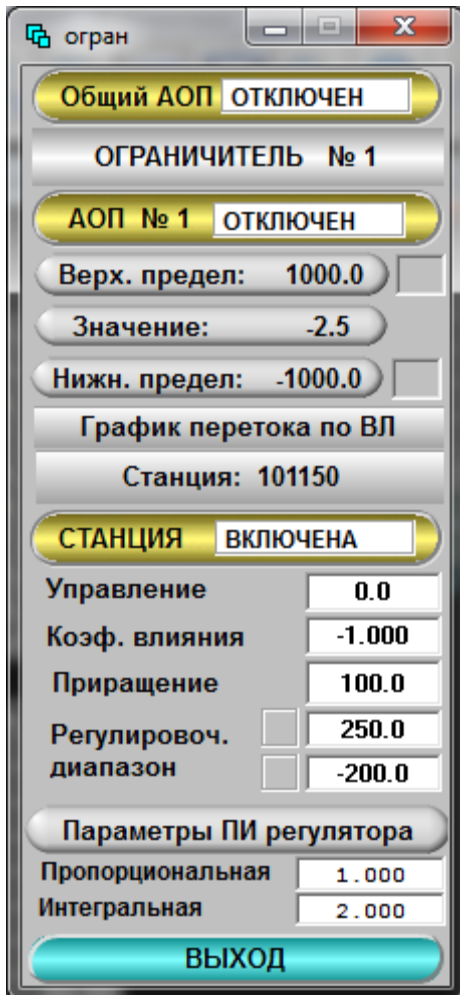 огран
Общий АОП ОТКЛЮЧЕН
ОГРАНИЧИТЕЛЬ № 1
АОП № 1 ОТКЛЮЧЕН
Верх. предел: 1000.0
Значение: -2.5
Нижн. предел: -1000.0
График перетока по ВЛ
Станция: 101150
СТАНЦИЯ ВКЛЮЧЕНА
Управление 0.0
Коэф. влияния -1.000
Приращение 100.0
Регулировоч. 250.0
диапазон -200.0
Параметры ПИ регулятора
Пропорциональная 1.000
Интегральная 2.000
ВЫХОД